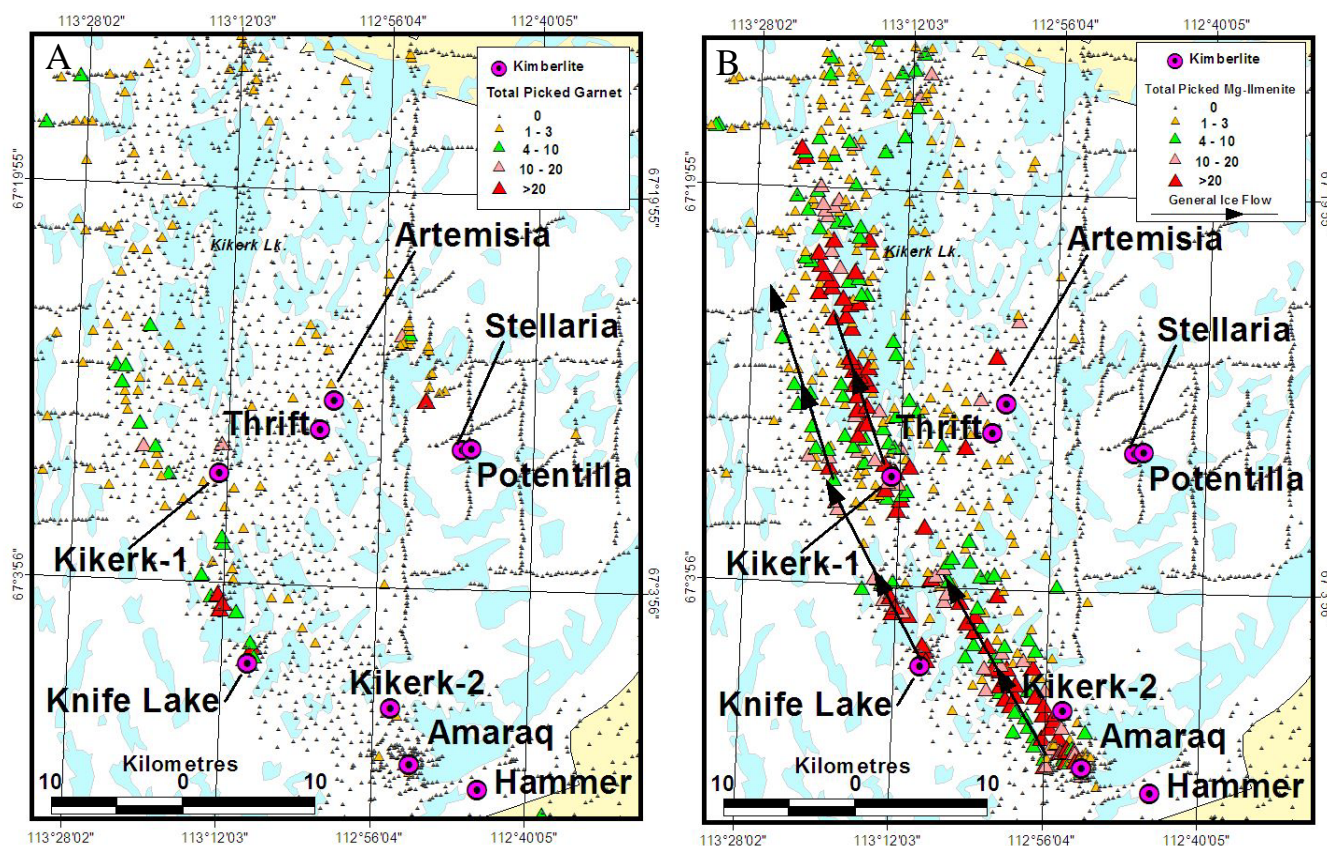 113°28'02" 113°12'03" 112°56'04" 112°40'05"
A
Kimberlite
Total Picked Garnet
0
1 - 3
4 - 10
10 - 20
>20
67°19'55"
67°19'55"
Kikerk Lk.
Artemisia
Stellaria
Thrift
Potentilla
Kikerk-1
67°3'56"
67°3'56"
Knife Lake
Kikerk-2
Amaraq
Hammer
10 Kilometres 0 10
113°28'02" 113°12'03" 112°56'04" 112°40'05"
113°28'02" 113°12'03" 112°56'04" 112°40'05"
B
Kimberlite
Total Picked Mg-Ilmenite
0
1 - 3
4 - 10
10 - 20
>20
General Ice Flow
67°19'55"
Kikerk Lk.
Artemisia
Stellaria
Thrift
Potentilla
Kikerk-1
67°3'56"
67°3'56"
Knife Lake
Kikerk-2
Amaraq
Hammer
10 Kilometres 0 10
113°28'02" 113°12'03" 112°56'04" 112°40'05"